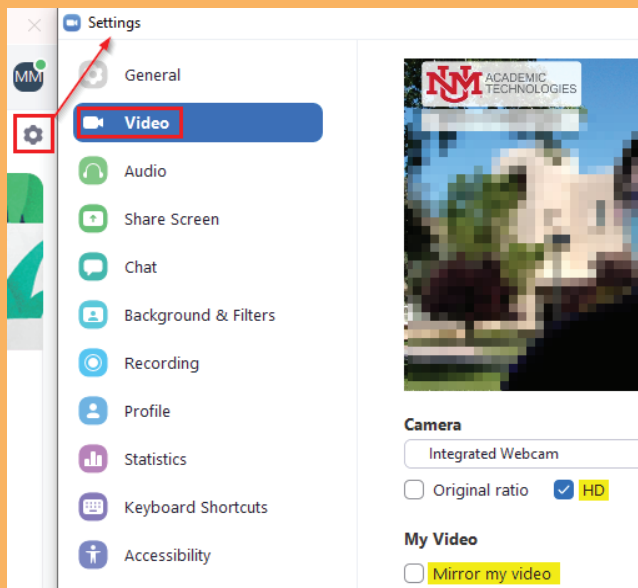 Settings
MM
General
Video
Audio
Share Screen
Chat
Background & Filters
Recording
Profile
Statistics
Keyboard Shortcuts
Accessibility
NM ACADEMIC
TECHNOLOGIES
Camera
Integrated Webcam
Original ratio HD
My Video
Mirror my video